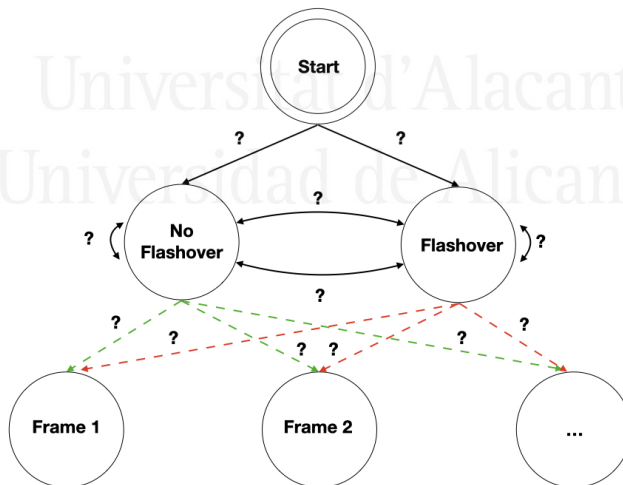 Start
Universitat d'Alacant
?
?
Universidad de Alicante
?
?
No
Flashover
Flashover
?
?
?
?
?
?
?
?
Frame 1
Frame 2
...